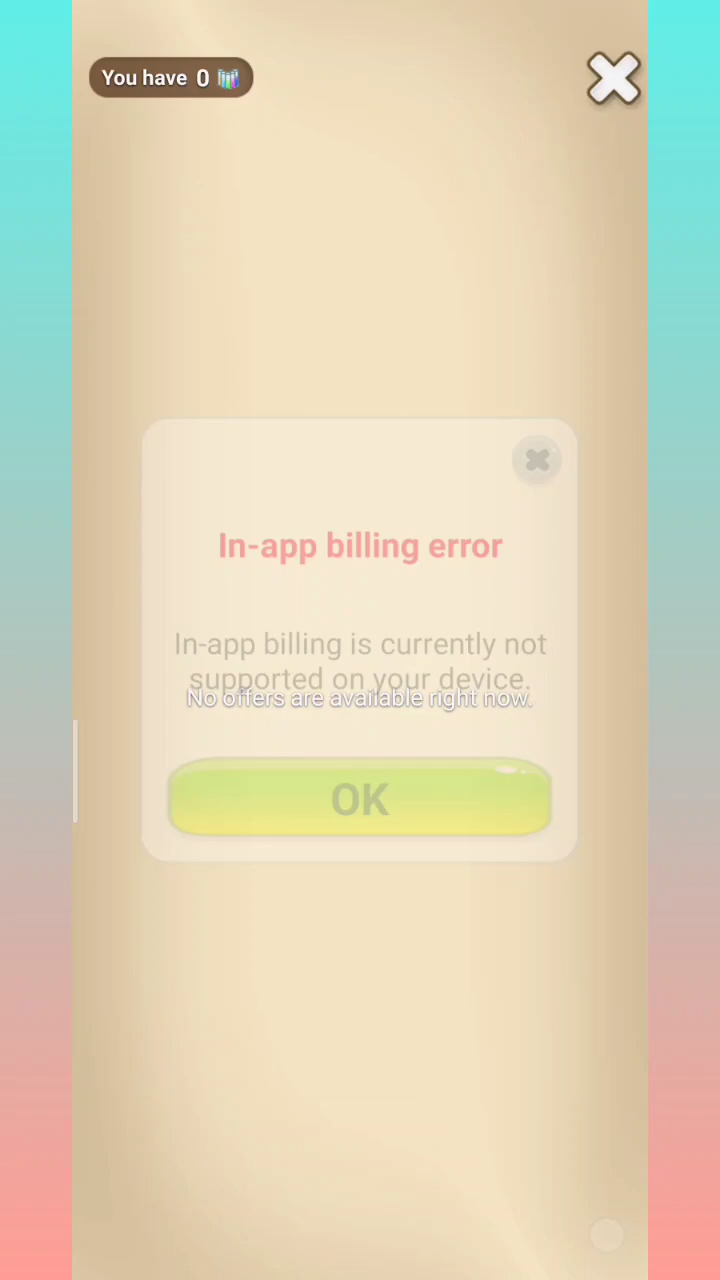 You have 0
In-app billing error
In-app billing is currently not
supported on your device.
No offers are available right now.
OK